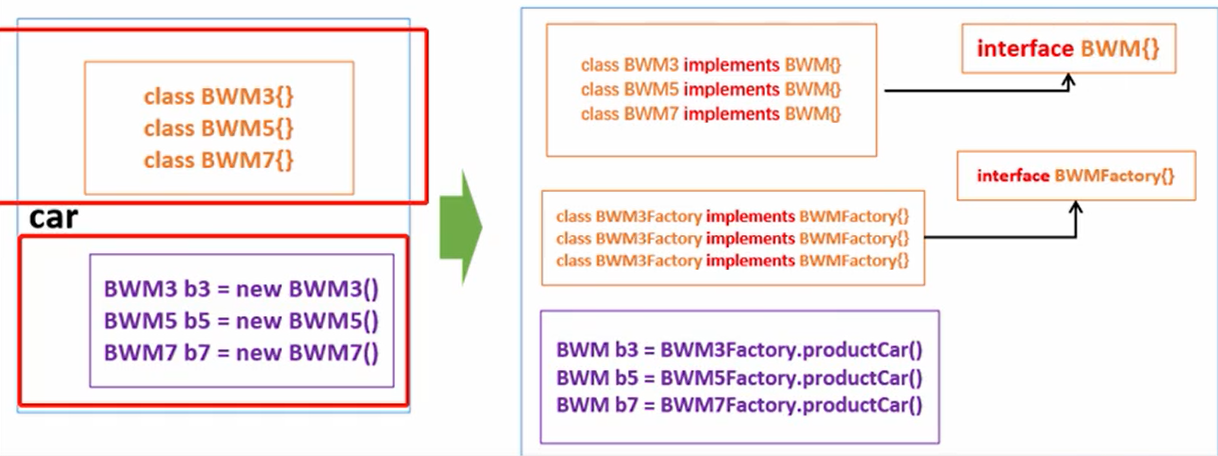 class BWM3{}
class BWM5{}
class BWM7{}
car
BWM3 b3 = new BWM3()
BWM5 b5 = new BWM5()
BWM7 b7 = new BWM7()
class BWM3 implements BWM{}
class BWM5 implements BWM{}
class BWM7 implements BWM{}
interface BWM{}
class BWM3Factory implements BWMFactory{}
class BWM3Factory implements BWMFactory{}
class BWM3Factory implements BWMFactory{}
interface BWMFactory{}
BWM b3 = BWM3Factory.productCar()
BWM b5 = BWM5Factory.productCar()
BWM b7 = BWM7Factory.productCar()